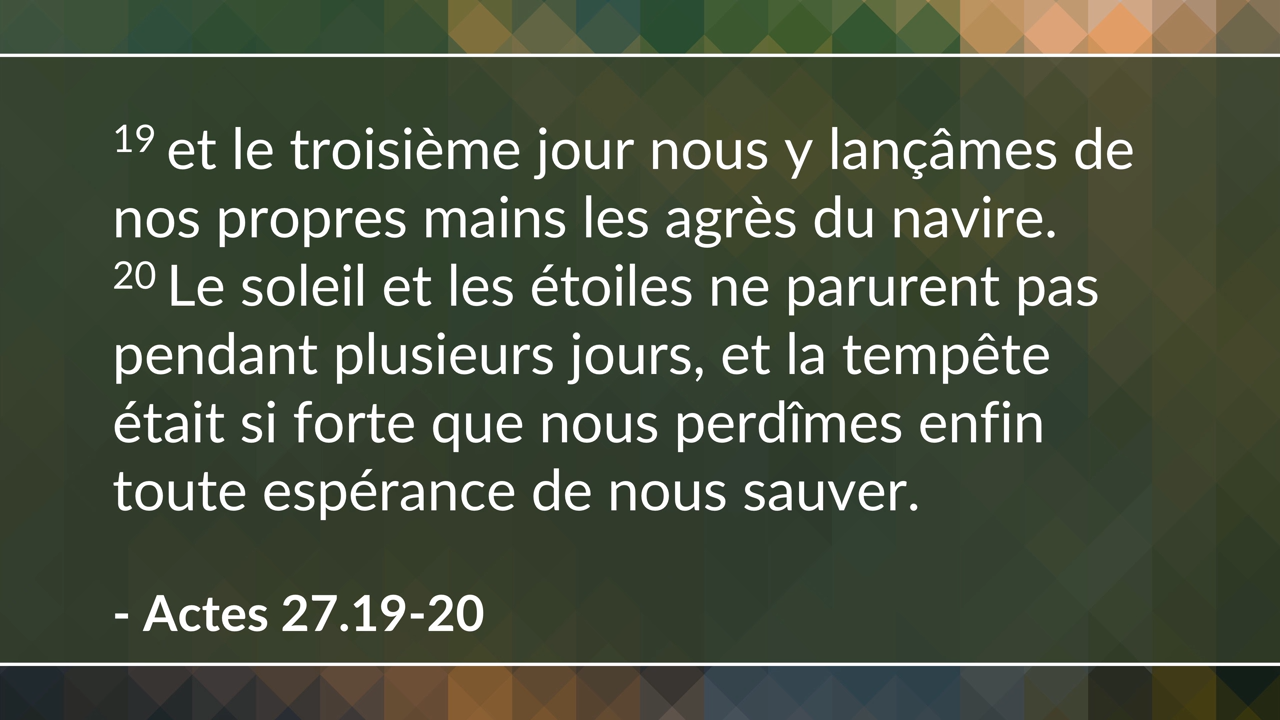 19 et le troisième jour nous y lançâmes de
nos propres mains les agrès du navire.
20 Le soleil et les étoiles ne parurent pas
pendant plusieurs jours, et la tempête
était si forte que nous perdîmes enfin
toute espérance de nous sauver.
- Actes 27.19-20